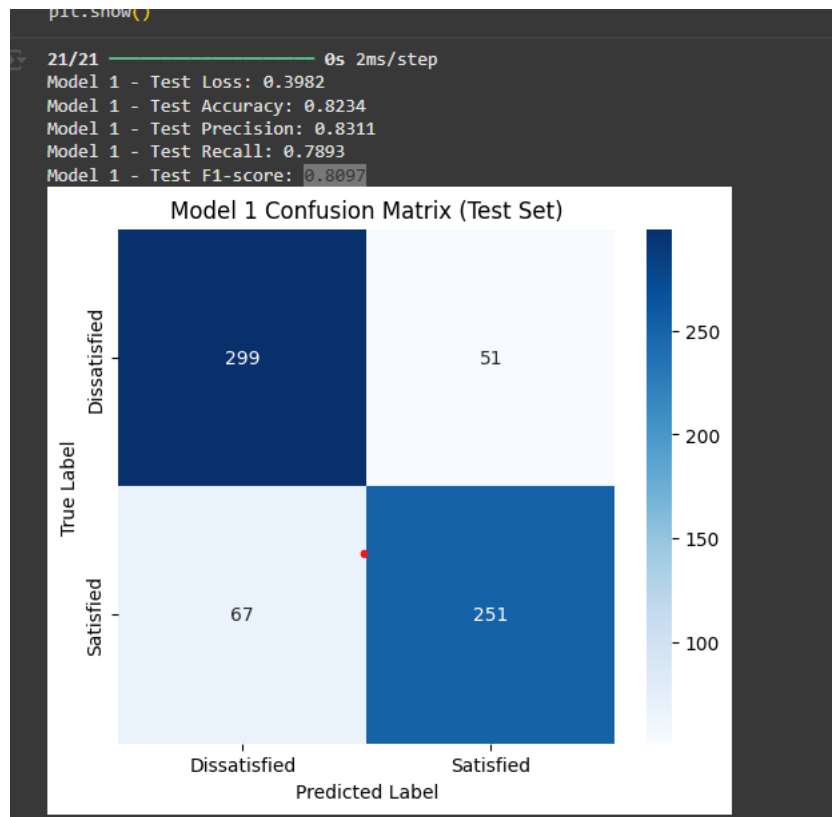 plt.show()
21/21 ━━━━━━━━━━━━━━━━━━━━ 0s 2ms/step
Model 1 - Test Loss: 0.3982
Model 1 - Test Accuracy: 0.8234
Model 1 - Test Precision: 0.8311
Model 1 - Test Recall: 0.7893
Model 1 - Test F1-score: 0.8097
Model 1 Confusion Matrix (Test Set)
True Label
Dissatisfied
299
51
Satisfied
67
251
Dissatisfied
Satisfied
Predicted Label
250
200
150
100